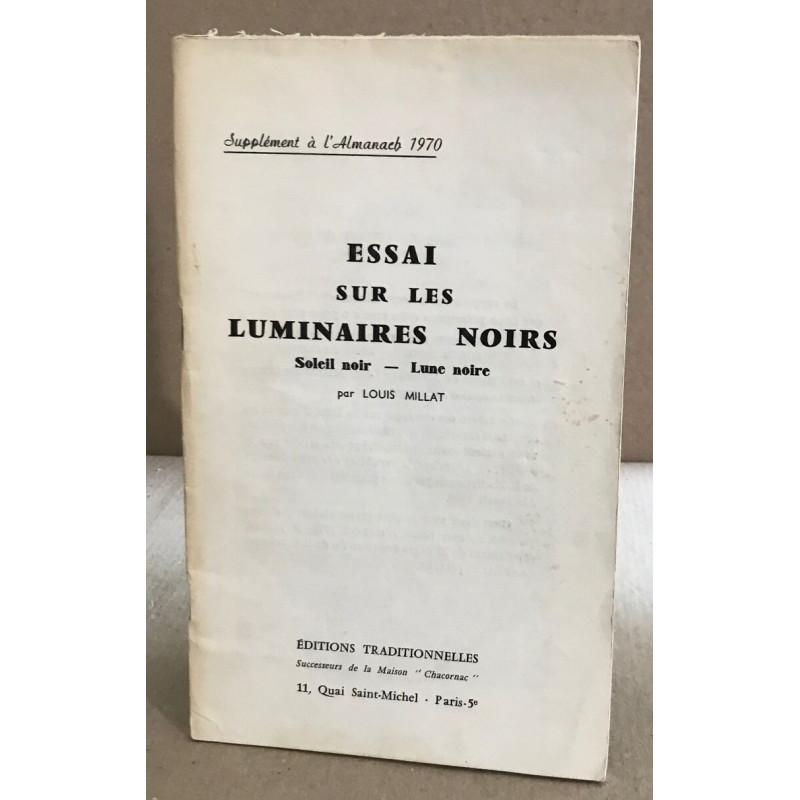 Supplément à l'Almanach 1970
ESSAI
SUR LES
LUMINAIRES NOIRS
Soleil noir — Lune noire
par LOUIS MILLAT
ÉDITIONS TRADITIONNELLES
Successeurs de la Maison "Chacornac"
11, Quai Saint-Michel - Paris-5e